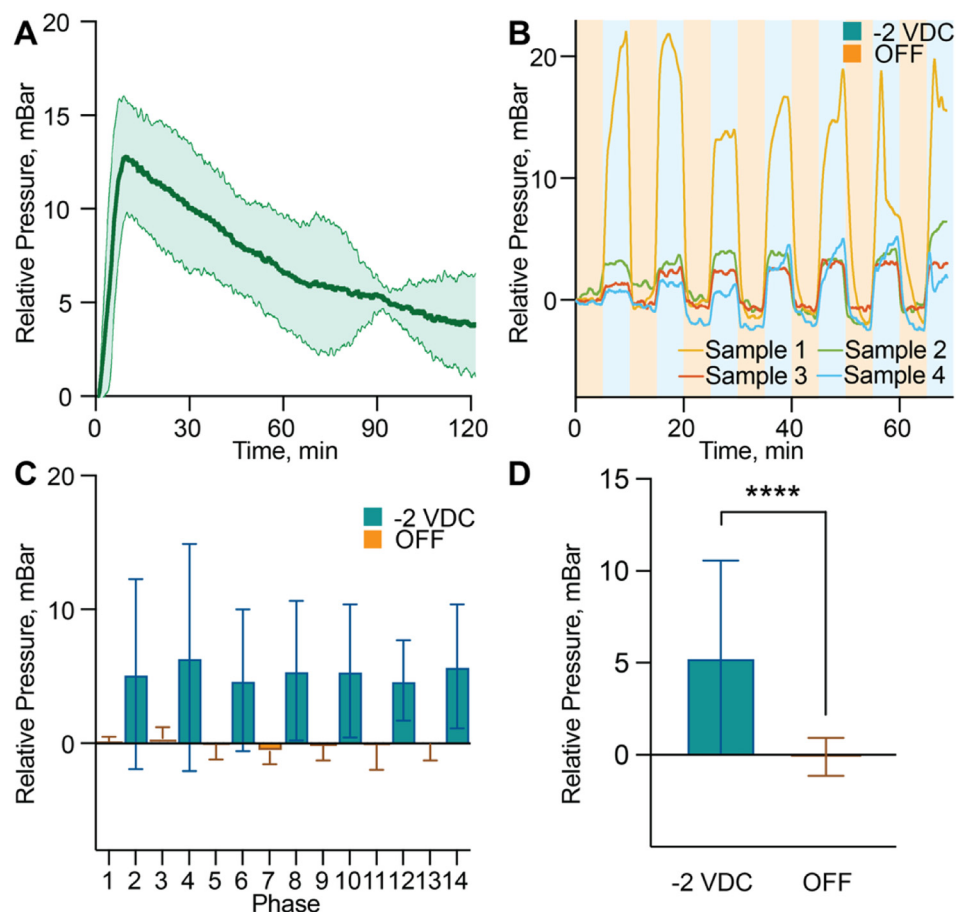 A
Relative Pressure, mBar
20
15
10
5
0
0 30 60 90 120
Time, min
B
Relative Pressure, mBar
-2 VDC
OFF
20
10
0
Sample 1 Sample 2
Sample 3 Sample 4
0 20 40 60
Time, min
C
Relative Pressure, mBar
20
10
0
-2 VDC
OFF
1 2 3 4 5 6 7 8 9 10 11 12 13 14
Phase
D
Relative Pressure, mBar
15
10
5
0
****
-2 VDC OFF